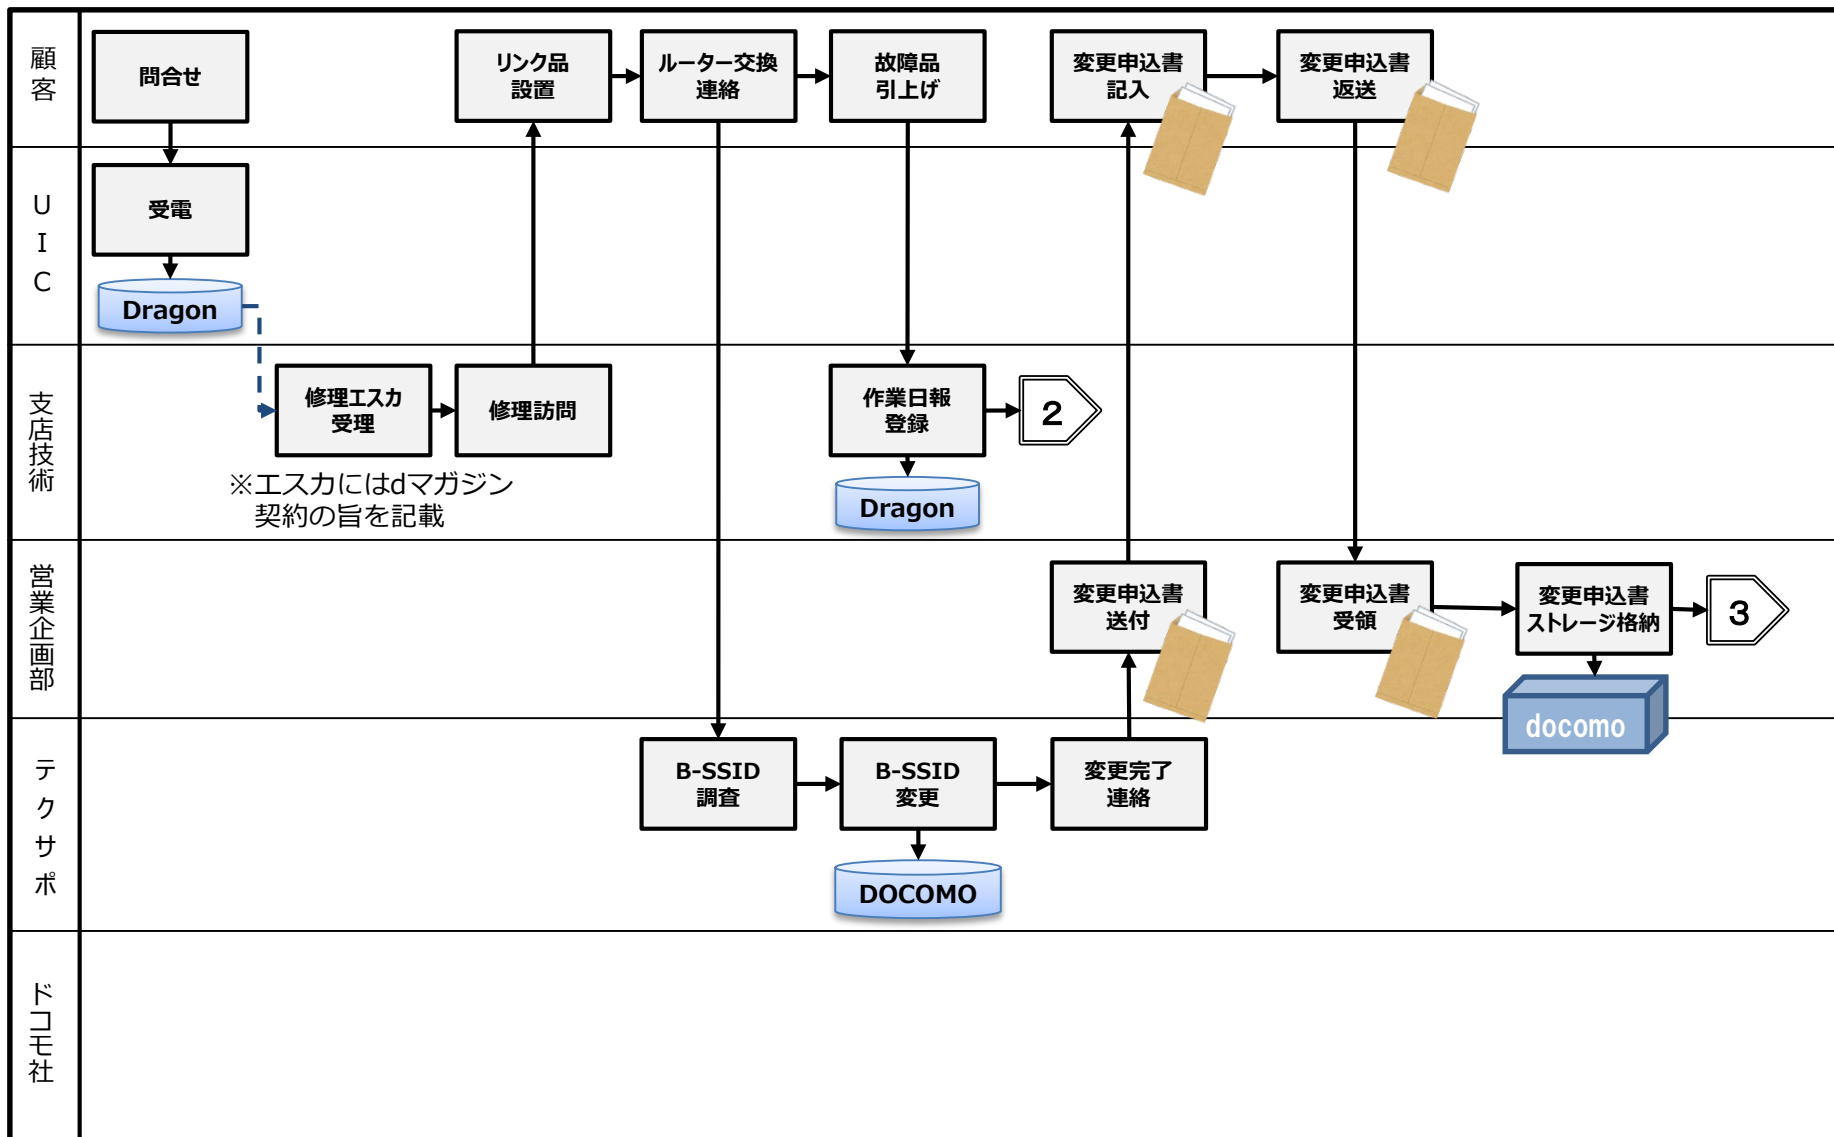 顧客
問合せ
リンク品
設置
ルーター交換
連絡
故障品
引上げ
変更申込書
記入
変更申込書
返送
UIC
受電
Dragon
支店技術
修理エスカ
受理
修理訪問
作業日報
登録
2
※エスカにはdマガジン
契約の旨を記載
Dragon
営業企画部
変更申込書
送付
変更申込書
受領
変更申込書
ストレージ格納
3
docomo
テクサポ
B-SSID
調査
B-SSID
変更
変更完了
連絡
DOCOMO
ドコモ社